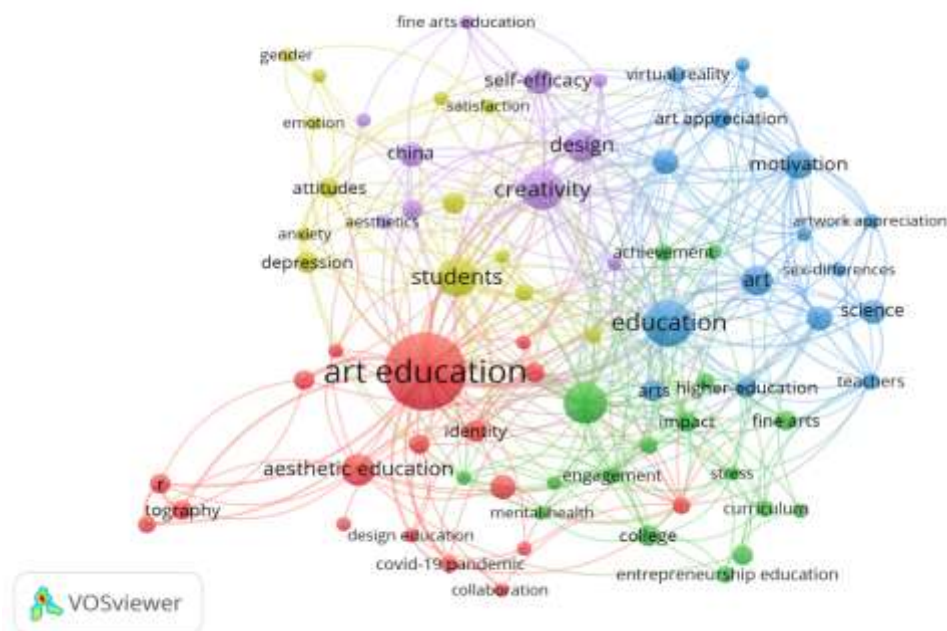 fine arts education
gender
self-efficacy
virtual reality
satisfaction
emotion
art appreciation
design
china
motivation
attitudes
creativity
aesthetics
artwork appreciation
anxiety
achievement
depression
sex-differences
students
art
science
education
art education
arts
higher-education
teachers
impact
fine arts
identity
aesthetic education
engagement
stress
r
tography
mental health
curriculum
design education
college
covid-19 pandemic
entrepreneurship education
collaboration
VOSviewer